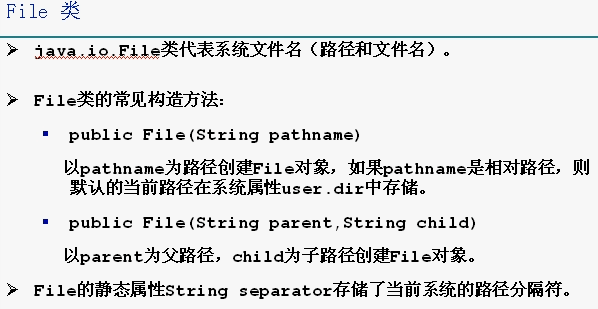 File 类
java.io.File类代表系统文件名（路径和文件名）。
File类的常见构造方法：
public File(String pathname)
以pathname为路径创建File对象，如果pathname是相对路径，则
默认的当前路径在系统属性user.dir中存储。
public File(String parent,String child)
以parent为父路径，child为子路径创建File对象。
File的静态属性String separator存储了当前系统的路径分隔符。